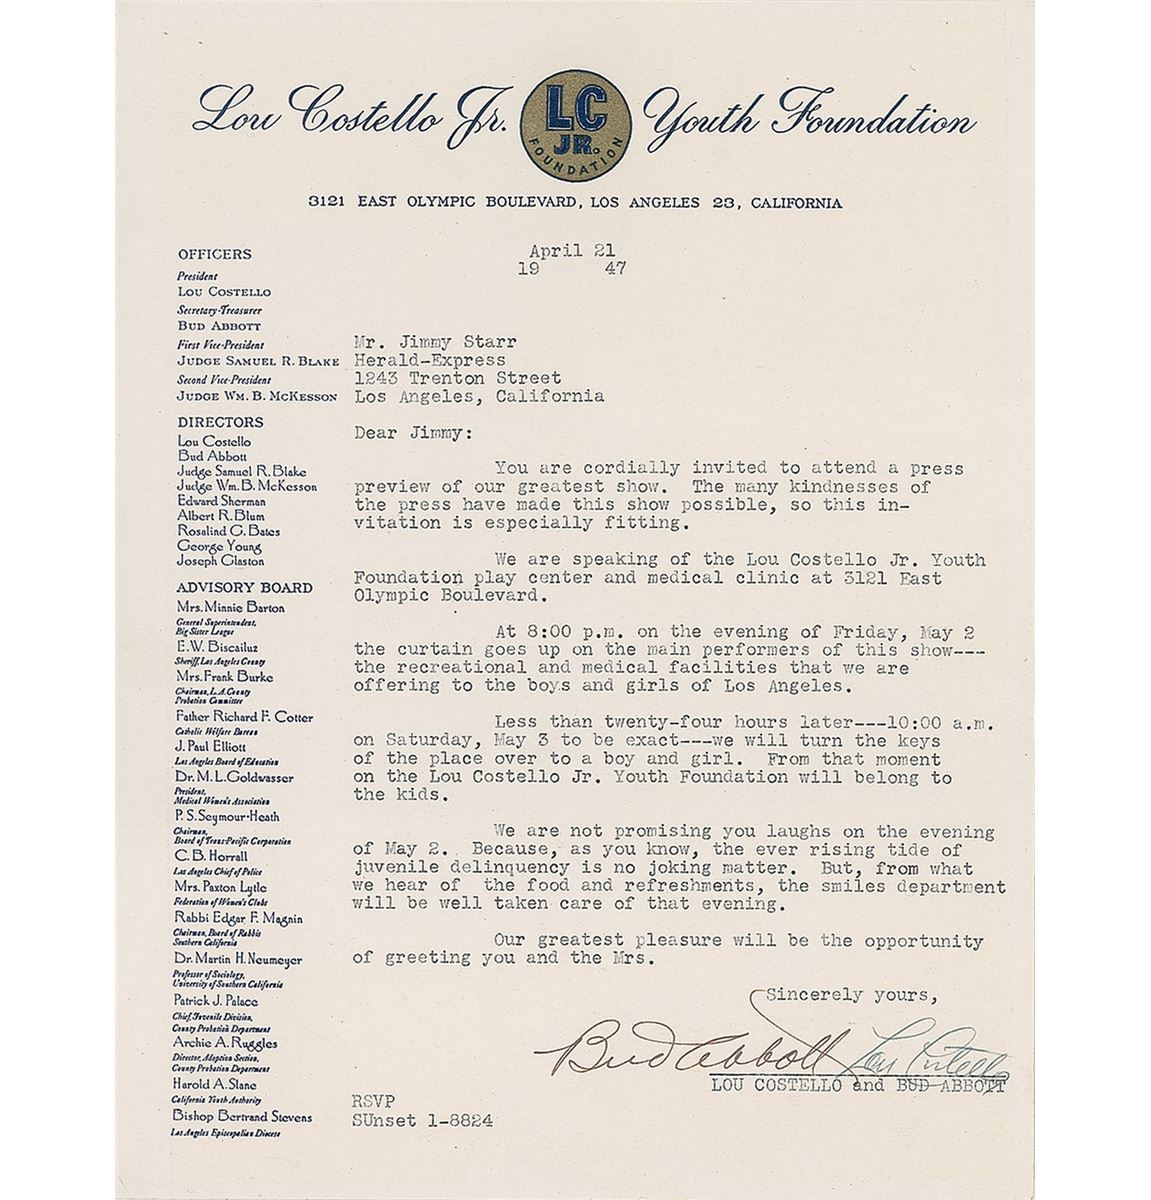 Lou Costello Jr. Youth Foundation
LC
JR.
FOUNDATION
3121 EAST OLYMPIC BOULEVARD, LOS ANGELES 23, CALIFORNIA
April 21
19 47
OFFICERS
President
LOU COSTELLO
Secretary-Treasurer
BUD ABBOTT
First Vice-President
JUDGE SAMUEL R. BLAKE
Second Vice-President
JUDGE WM. B. MCKESSON
DIRECTORS
Lou Costello
Bud Abbott
Judge Samuel R. Blake
Judge Wm. B. McKesson
Edward Sherman
Albert R. Blum
Rosalind G. Bates
George Young
Joseph Glaston
ADVISORY BOARD
Mrs. Minnie Barton
General Superintendent,
Big Sister League
E.W. Biscailuz
Sheriff, Los Angeles County
Mrs. Frank Burke
Chairman, L.A. County
Probation Committee
Father Richard F. Cotter
Catholic Welfare Bureau
J. Paul Elliott
Los Angeles Board of Education
Dr. M.L. Goldwasser
President,
Medical Women's Association
P.S. Seymour-Heath
Chairman,
Board of Trans-Pacific Corporation
C.B. Horrall
Los Angeles Chief of Police
Mrs. Paxton Lytle
Federation of Women's Clubs
Rabbi Edgar F. Magnin
Chairman, Board of Rabbis
Southern California
Dr. Martin H. Neumeyer
Professor of Sociology,
University of Southern California
Patrick J. Palace
Chief, Juvenile Division,
County Probation Department
Archie A. Ruggles
Director, Adoption Section,
County Probation Department
Harold A. Slane
California Youth Authority
Bishop Bertrand Stevens
Los Angeles Episcopalian Diocese
Mr. Jimmy Starr
Herald-Express
1243 Trenton Street
Los Angeles, California
Dear Jimmy:
You are cordially invited to attend a press
preview of our greatest show. The many kindnesses of
the press have made this show possible, so this in-
vitation is especially fitting.
We are speaking of the Lou Costello Jr. Youth
Foundation play center and medical clinic at 3121 East
Olympic Boulevard.
At 8:00 p.m. on the evening of Friday, May 2
the curtain goes up on the main performers of this show---
the recreational and medical facilities that we are
offering to the boys and girls of Los Angeles.
Less than twenty-four hours later---10:00 a.m.
on Saturday, May 3 to be exact---we will turn the keys
of the place over to a boy and girl. From that moment
on the Lou Costello Jr. Youth Foundation will belong to
the kids.
We are not promising you laughs on the evening
of May 2. Because, as you know, the ever rising tide of
juvenile delinquency is no joking matter. But, from what
we hear of the food and refreshments, the smiles department
will be well taken care of that evening.
Our greatest pleasure will be the opportunity
of greeting you and the Mrs.
Sincerely yours,
Bud Abbott Lou Costello
LOU COSTELLO and BUD ABBOTT
RSVP
SUnset 1-8824